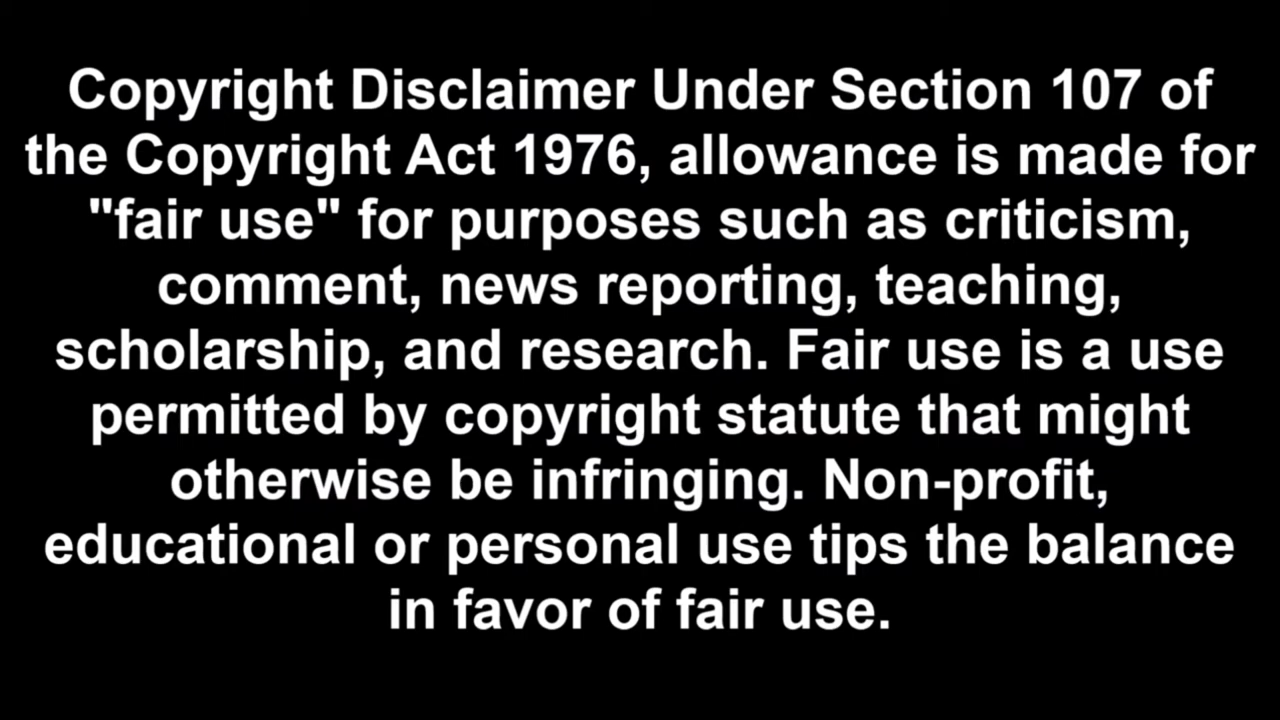 Copyright Disclaimer Under Section 107 of
the Copyright Act 1976, allowance is made for
"fair use" for purposes such as criticism,
comment, news reporting, teaching,
scholarship, and research. Fair use is a use
permitted by copyright statute that might
otherwise be infringing. Non-profit,
educational or personal use tips the balance
in favor of fair use.